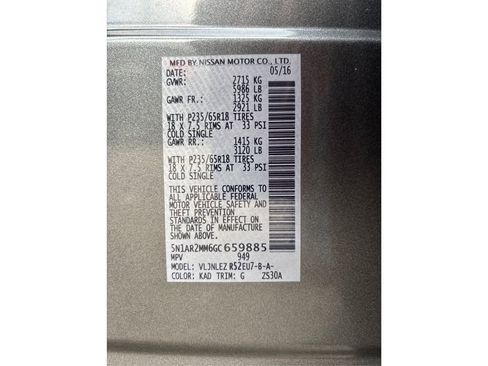 MFD BY NISSAN MOTOR CO., LTD.
DATE: 05/16
GVWR: 2715 KG
5986 LB
GAWR FR.: 1325 KG
2921 LB
WITH P235/65R18 TIRES
18 X 7.5 RIMS AT 33 PSI
COLD SINGLE
GAWR RR.: 1415 KG
3120 LB
WITH P235/65R18 TIRES
18 X 7.5 RIMS AT 33 PSI
COLD SINGLE
THIS VEHICLE CONFORMS TO
ALL APPLICABLE FEDERAL
MOTOR VEHICLE SAFETY AND
THEFT PREVENTION
STANDARDS IN EFFECT ON
THE DATE OF MANUFACTURE
SHOWN ABOVE.
5N1AR2MM6GC659885
MPV 949
MODEL: VLJNLEZ R52EU7-B-A-
COLOR: KAD TRIM: G ZS30A